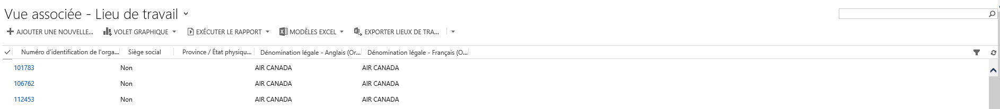 Vue associée - Lieu de travail
AJOUTER UNE NOUVELLE... VOLET GRAPHIQUE EXÉCUTER LE RAPPORT MODÈLES EXCEL EXPORTER LIEUX DE TRA...
Numéro d'identification de l'orga... Siège social Province / État physiqu... Dénomination légale - Anglais (Or... Dénomination légale - Français (O...
101783 Non AIR CANADA AIR CANADA
106762 Non AIR CANADA AIR CANADA
112453 Non AIR CANADA AIR CANADA